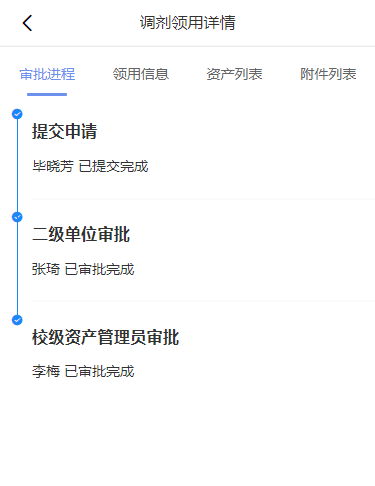 调剂领用详情
审批进程 领用信息 资产列表 附件列表
提交申请
毕晓芳 已提交完成
二级单位审批
张琦 已审批完成
校级资产管理员审批
李梅 已审批完成